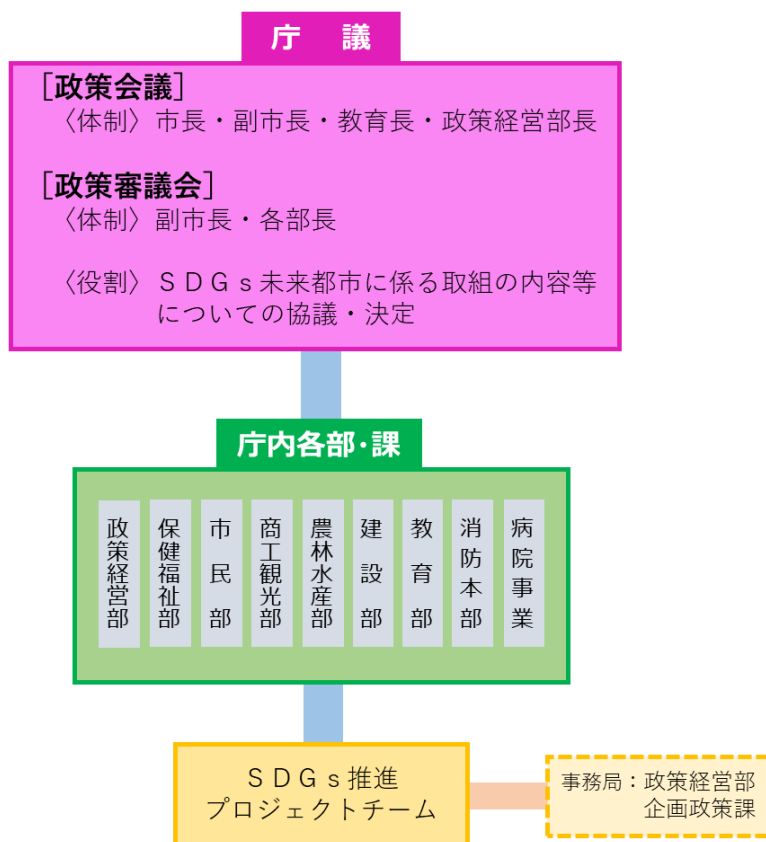 庁　議
［政策会議］
〈体制〉市長・副市長・教育長・政策経営部長
［政策審議会］
〈体制〉副市長・各部長
〈役割〉ＳＤＧｓ未来都市に係る取組の内容等
についての協議・決定
庁内各部・課
政策経営部
保健福祉部
市民部
商工観光部
農林水産部
建設部
教育部
消防本部
病院事業
ＳＤＧｓ推進
プロジェクトチーム
事務局：政策経営部
企画政策課